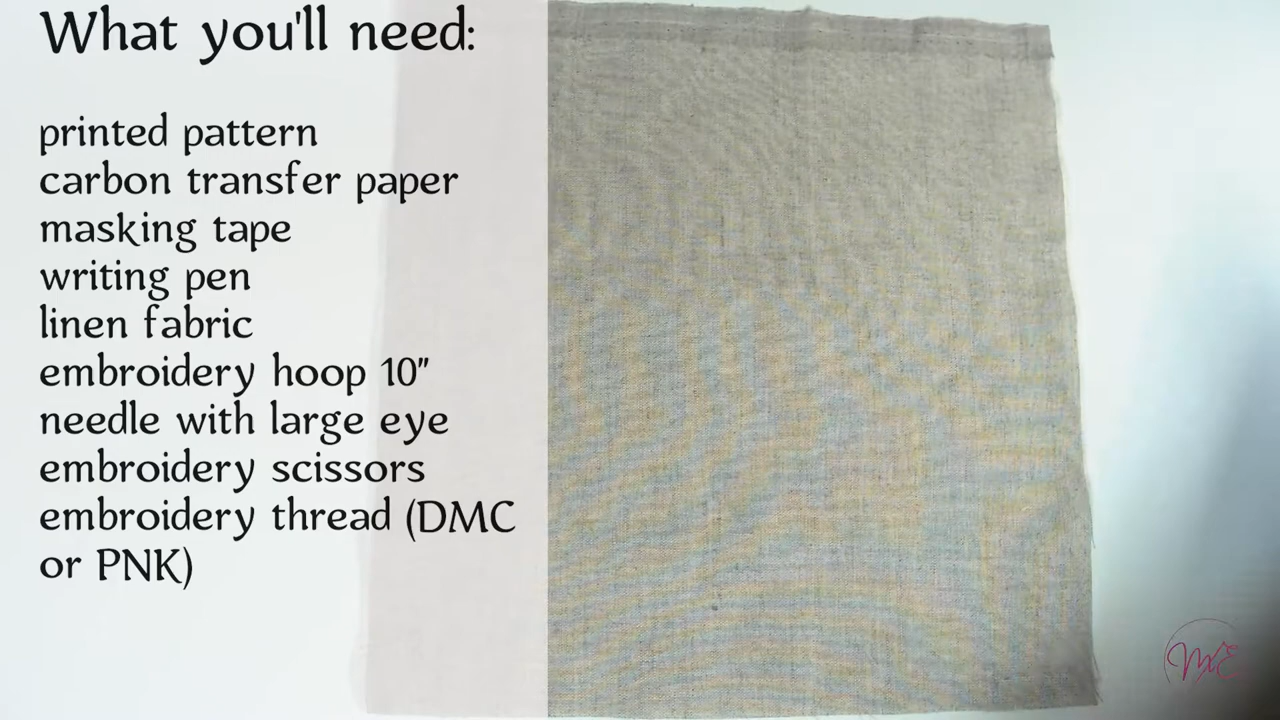 What you'll need:
printed pattern
carbon transfer paper
masking tape
writing pen
linen fabric
embroidery hoop 10"
needle with large eye
embroidery scissors
embroidery thread (DMC
or PNK)